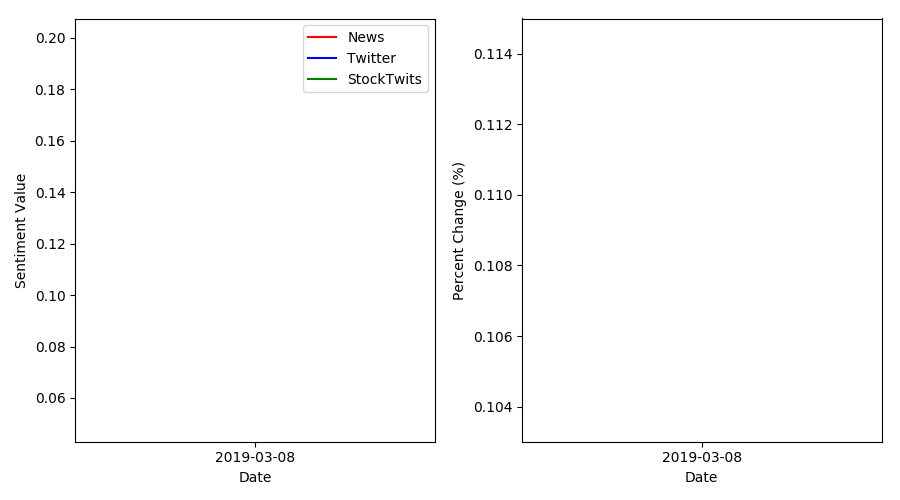 Sentiment Value
0.20
0.18
0.16
0.14
0.12
0.10
0.08
0.06
News
Twitter
StockTwits
2019-03-08
Date
Percent Change (%)
0.114
0.112
0.110
0.108
0.106
0.104
2019-03-08
Date